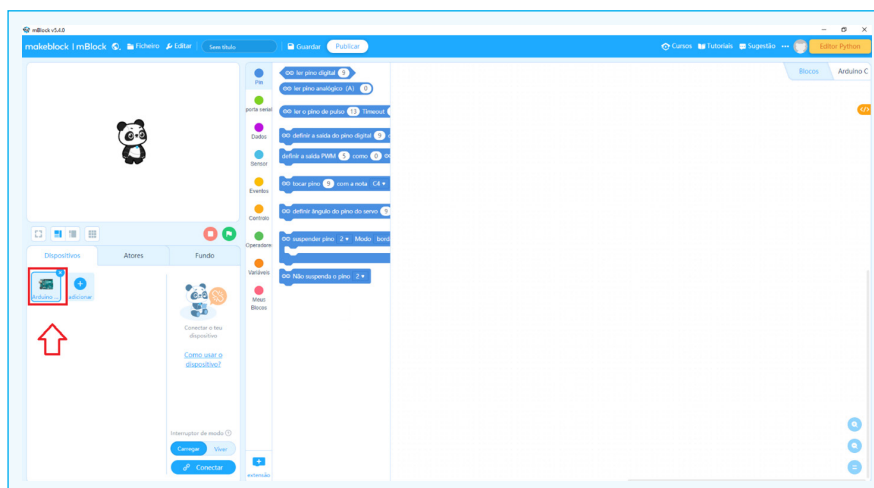 mBlock v5.4.0
makeblock | mBlock
Ficheiro
Editar
Sem título
Guardar
Publicar
Cursos
Tutoriais
Sugestão
Editor Python
Blocos
Arduino C
Pin
porta serial
Dados
Sensor
Eventos
Controlo
Operadore
Variáveis
Meus
Blocos
extensão
ler pino digital 9
ler pino analógico (A) 0
ler o pino de pulso 13 Timeout
definir a saída do pino digital 9
definir a saída PWM 5 como 0
tocar pino 9 com a nota C4
definir ângulo do pino do servo 9
suspender pino 2 Modo bord
Não suspenda o pino 2
Dispositivos
Atores
Fundo
Arduino ...
adicionar
Conectar o teu
dispositivo
Como usar o
dispositivo?
Interruptor de modo
Carregar
Viver
Conectar